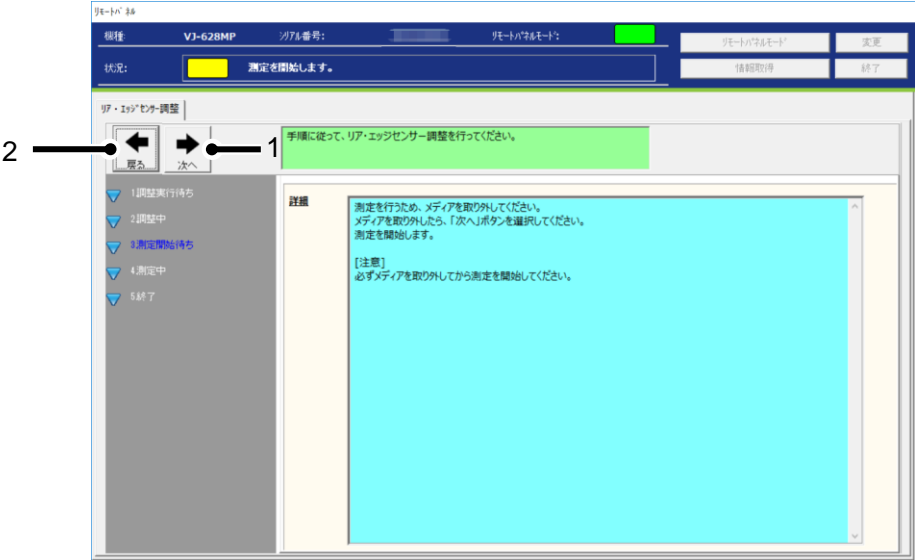 ﾘﾓｰﾄﾊﾟﾈﾙ
機種 VJ-628MP ｼﾘｱﾙ番号: ﾘﾓｰﾄﾊﾟﾈﾙﾓｰﾄﾞ: ﾘﾓｰﾄﾊﾟﾈﾙﾓｰﾄﾞ 変更
状況: 測定を開始します。 情報取得 終了
ﾘｱ・ｴｯｼﾞｾﾝｻｰ調整
手順に従って、リア・エッジセンサー調整を行ってください。
2 戻る 次へ 1
1.調整実行待ち
2.調整中
3.測定開始待ち
4.測定中
5.終了
詳細
測定を行うため、メディアを取り外してください。
メディアを取り外したら、「次へ」ボタンを選択してください。
測定を開始します。
[注意]
必ずメディアを取り外してから測定を開始してください。